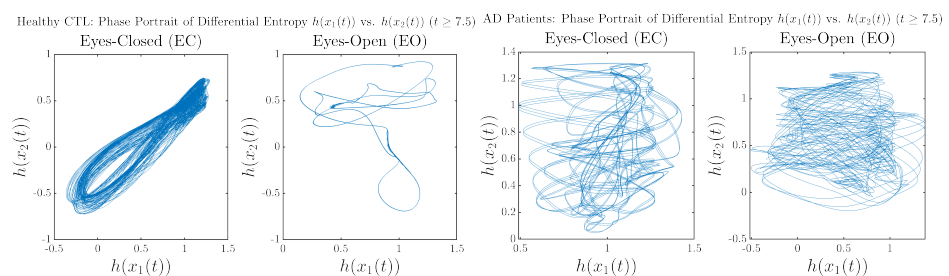 Healthy CTL: Phase Portrait of Differential Entropy h(x₁(t)) vs. h(x₂(t)) (t ≥ 7.5)
Eyes-Closed (EC)
1
0.5
0
-0.5
-1
h(x₂(t))
-0.5 0 0.5 1 1.5
h(x₁(t))
Eyes-Open (EO)
1
0.5
0
-0.5
-1
h(x₂(t))
0 0.5 1 1.5
h(x₁(t))
AD Patients: Phase Portrait of Differential Entropy h(x₁(t)) vs. h(x₂(t)) (t ≥ 7.5)
Eyes-Closed (EC)
1.4
1.2
1
0.8
0.6
0.4
0.2
0
h(x₂(t))
0.5 1 1.5
h(x₁(t))
Eyes-Open (EO)
1.5
1
0.5
0
-0.5
h(x₂(t))
-0.5 0 0.5 1
h(x₁(t))